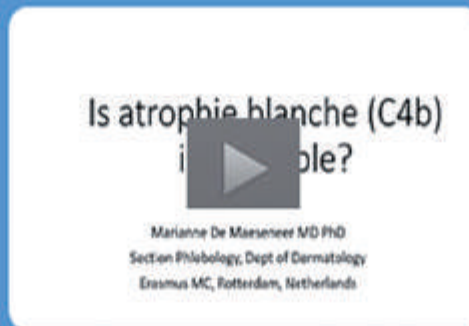 Is atrophie blanche (C4b)
Marianne De Maeseneer MD PhD
Section Phlebology, Dept of Dermatology
Erasmus MC, Rotterdam, Netherlands